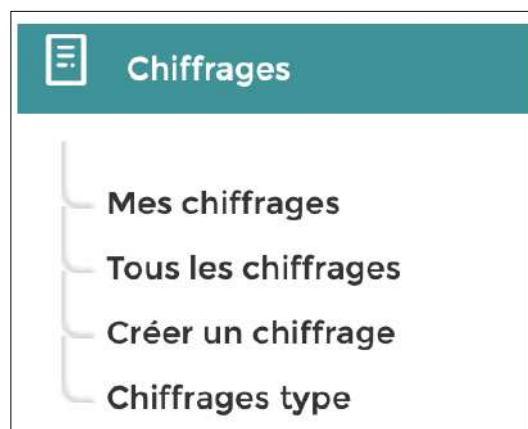 Chiffrages
Mes chiffrages
Tous les chiffrages
Créer un chiffrage
Chiffrages type